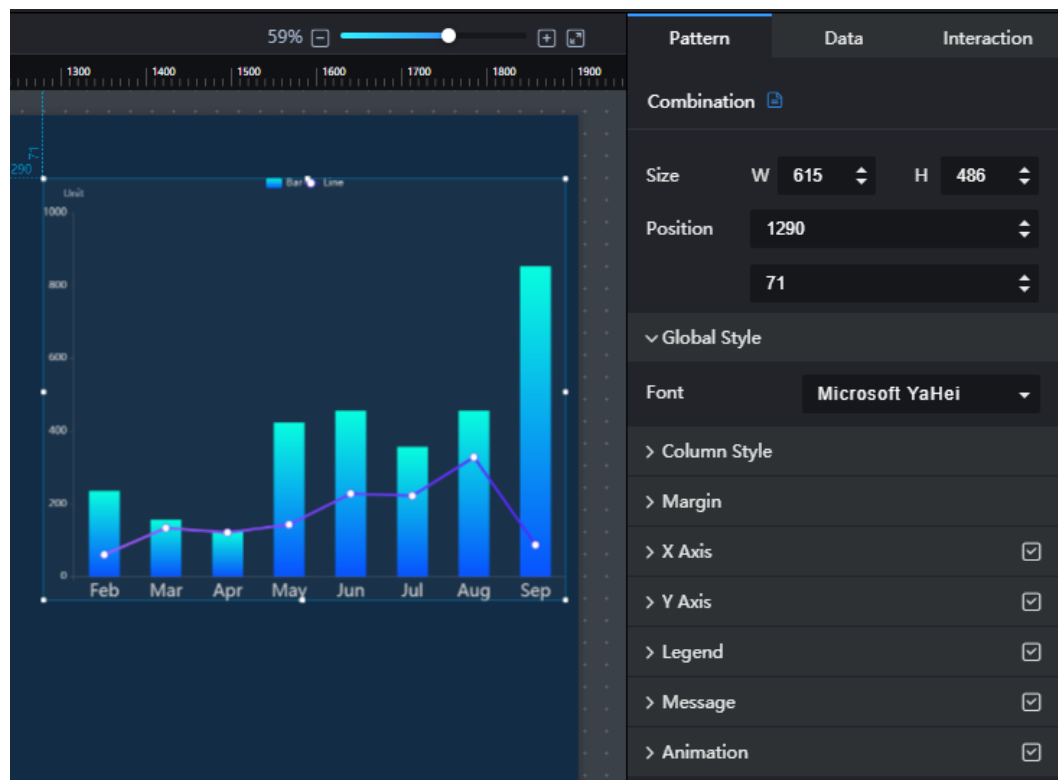 59%
Pattern Data Interaction
1300 1400 1500 1600 1700 1800 1900
Combination
71
290
Bar Line
Unit
Size W 615 H 486
1000
Position 1290
800
71
600
Global Style
Font Microsoft YaHei
400
Column Style
200
Margin
0
X Axis
Feb Mar Apr May Jun Jul Aug Sep
Y Axis
Legend
Message
Animation